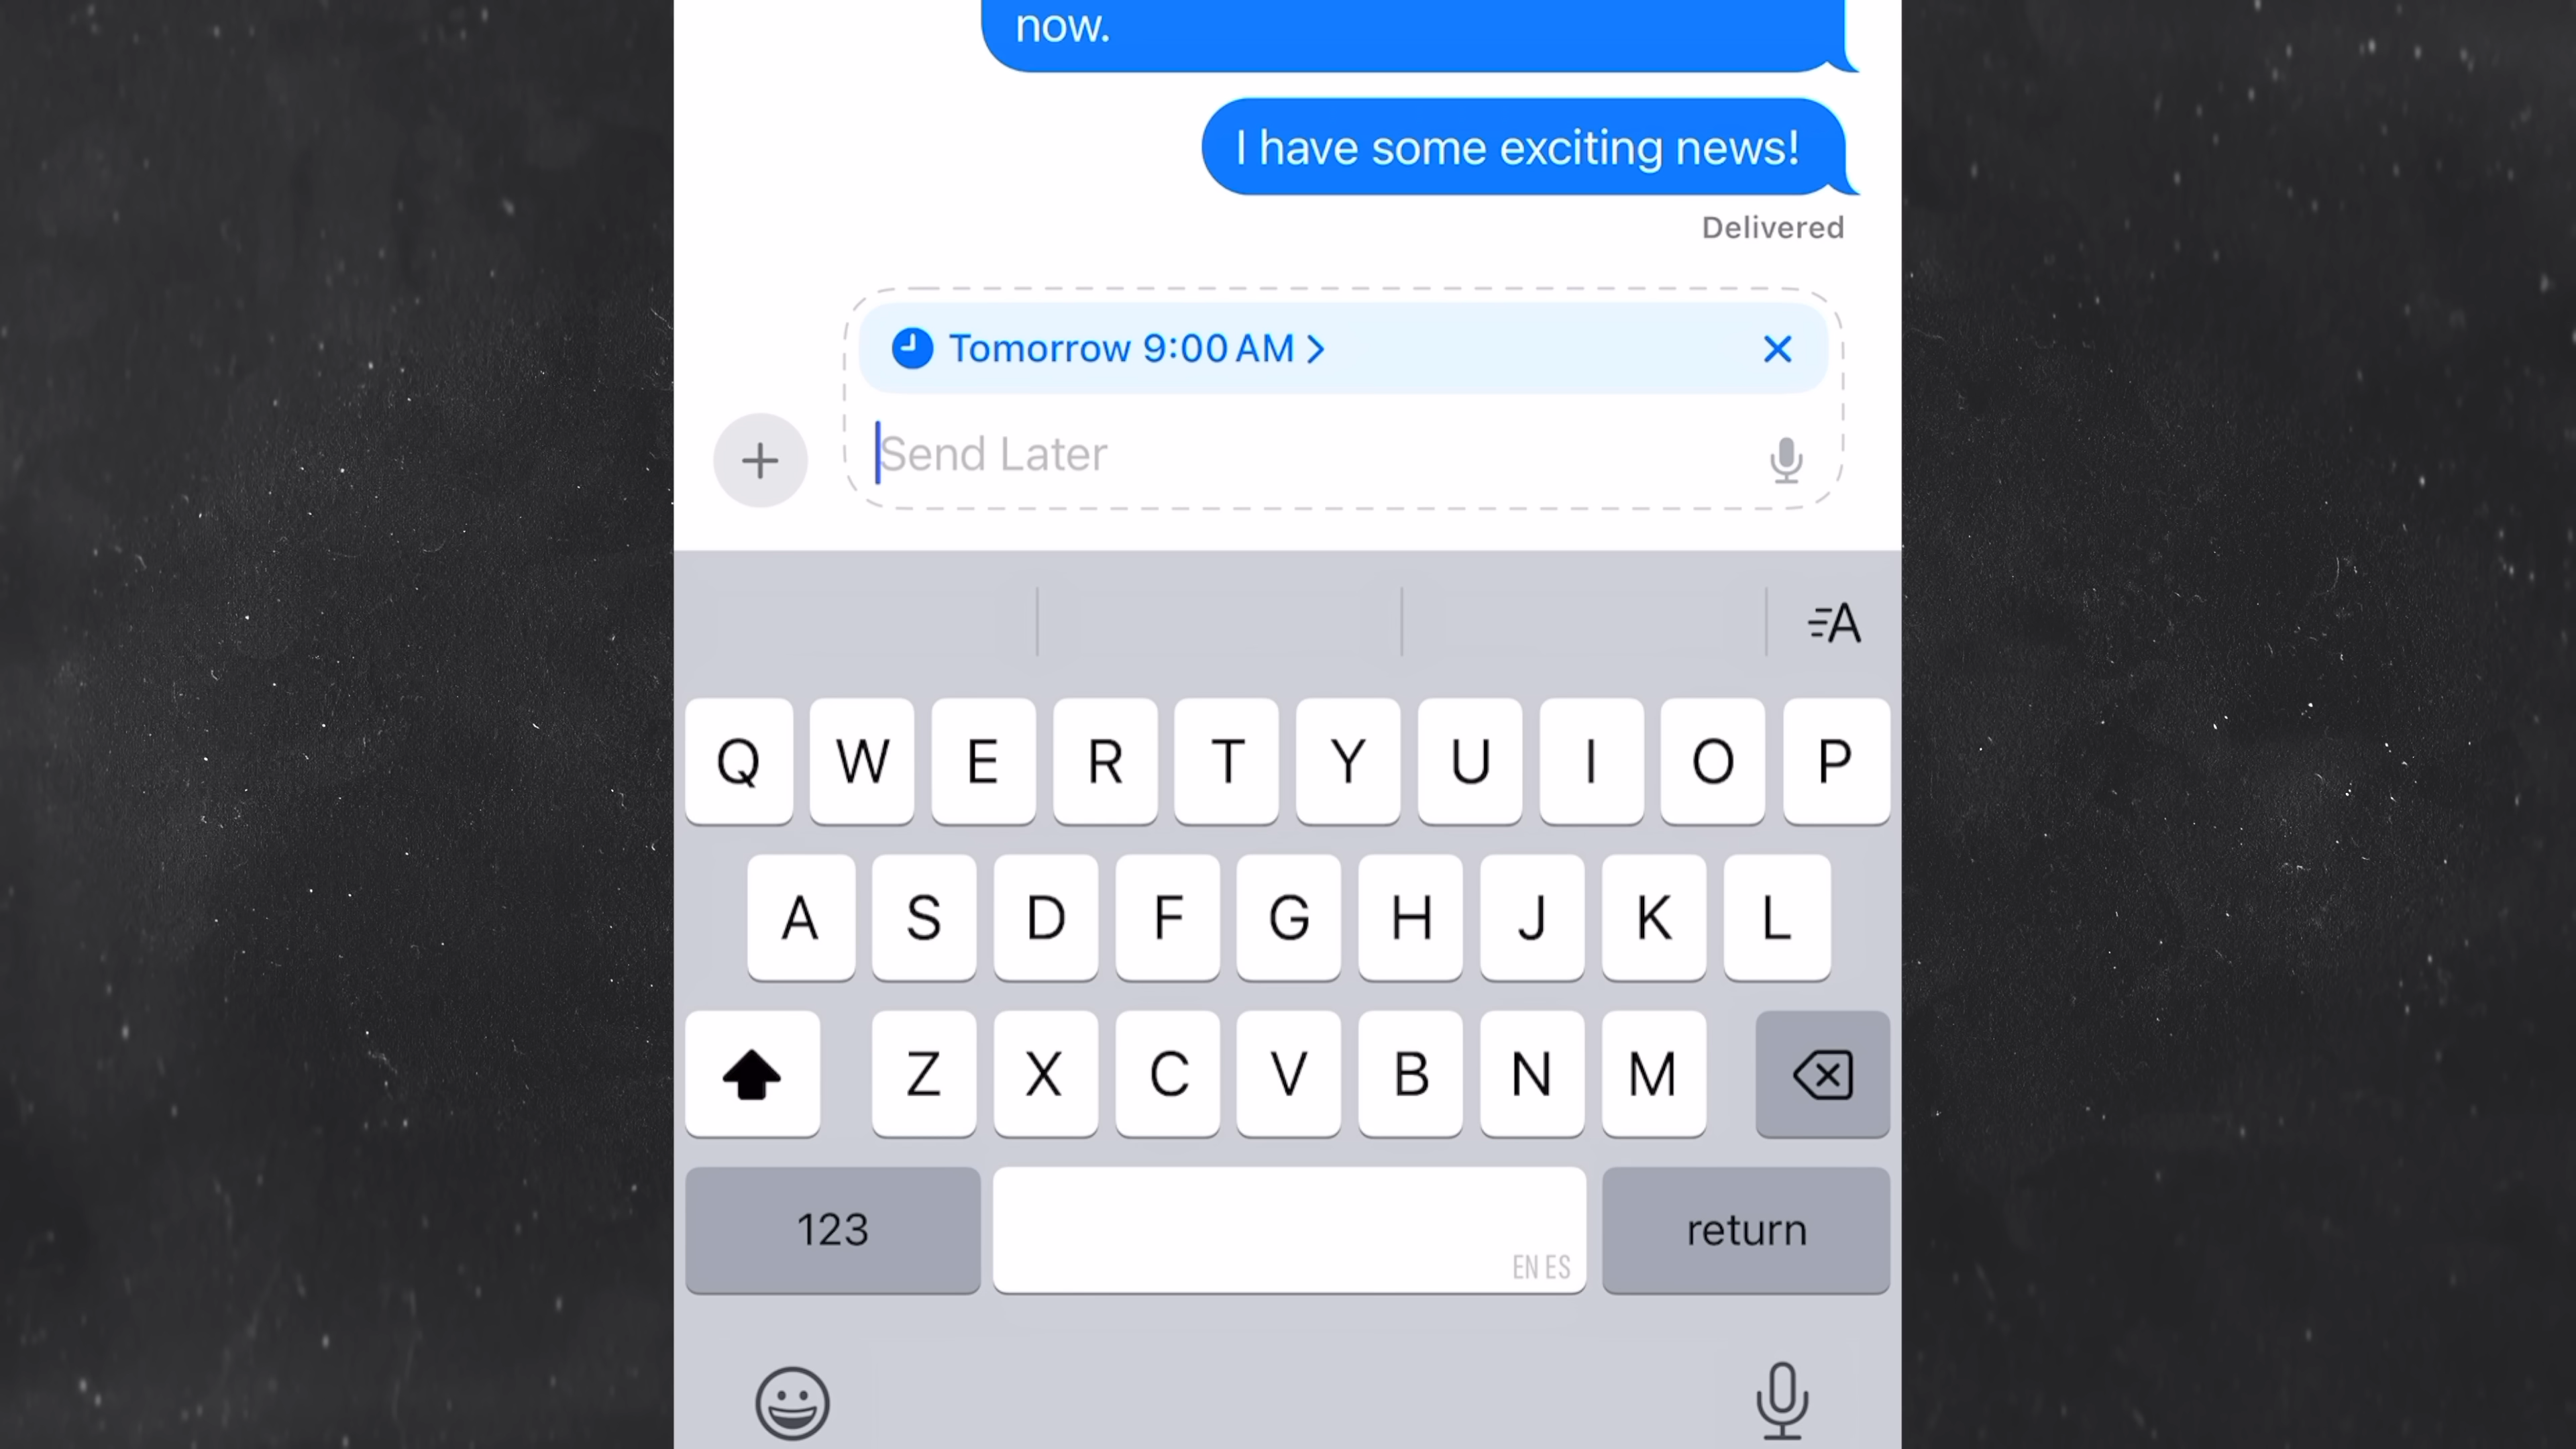 now.
I have some exciting news!
Delivered
Tomorrow 9:00 AM
Send Later
A
Q W E R T Y U I O P
A S D F G H J K L
Z X C V B N M
123
EN ES
return